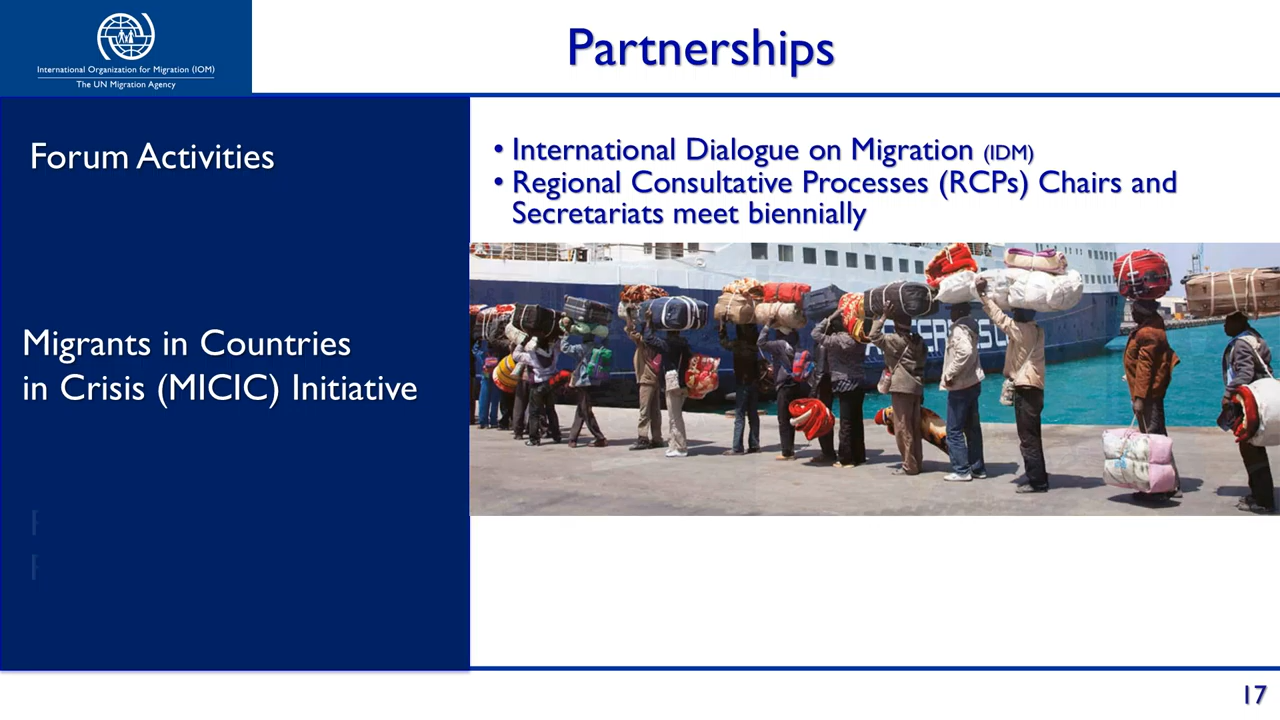 International Organization for Migration (IOM)
The UN Migration Agency
Partnerships
Forum Activities
• International Dialogue on Migration (IDM)
• Regional Consultative Processes (RCPs) Chairs and
Secretariats meet biennially
Migrants in Countries
in Crisis (MICIC) Initiative
17